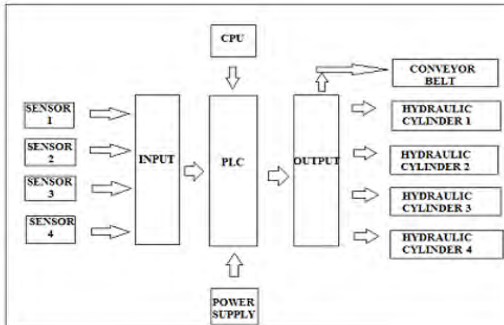 CPU
CONVEYOR
BELT
SENSOR
1
SENSOR
2
SENSOR
3
SENSOR
4
INPUT
PLC
OUTPUT
HYDRAULIC
CYLINDER 1
HYDRAULIC
CYLINDER 2
HYDRAULIC
CYLINDER 3
HYDRAULIC
CYLINDER 4
POWER
SUPPLY